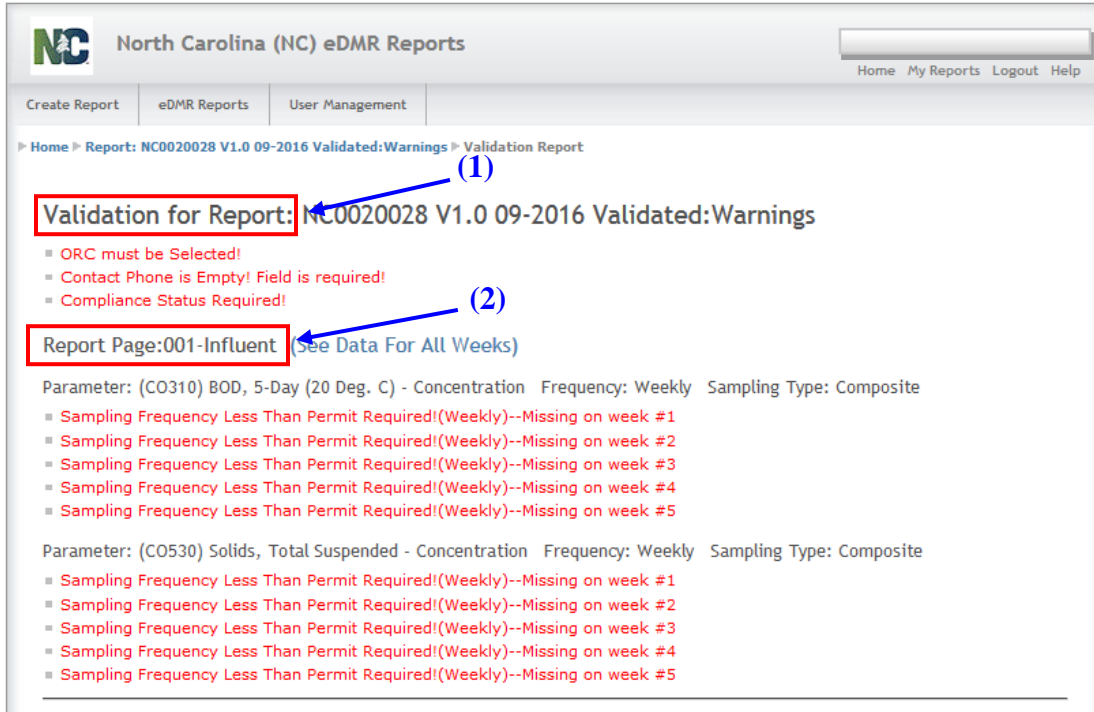 NC North Carolina (NC) eDMR Reports
Home My Reports Logout Help
Create Report eDMR Reports User Management
Home Report: NC0020028 V1.0 09-2016 Validated:Warnings Validation Report
(1)
Validation for Report: NC0020028 V1.0 09-2016 Validated:Warnings
ORC must be Selected!
Contact Phone is Empty! Field is required!
Compliance Status Required!
(2)
Report Page:001-Influent (See Data For All Weeks)
Parameter: (CO310) BOD, 5-Day (20 Deg. C) - Concentration Frequency: Weekly Sampling Type: Composite
Sampling Frequency Less Than Permit Required!(Weekly)--Missing on week #1
Sampling Frequency Less Than Permit Required!(Weekly)--Missing on week #2
Sampling Frequency Less Than Permit Required!(Weekly)--Missing on week #3
Sampling Frequency Less Than Permit Required!(Weekly)--Missing on week #4
Sampling Frequency Less Than Permit Required!(Weekly)--Missing on week #5
Parameter: (CO530) Solids, Total Suspended - Concentration Frequency: Weekly Sampling Type: Composite
Sampling Frequency Less Than Permit Required!(Weekly)--Missing on week #1
Sampling Frequency Less Than Permit Required!(Weekly)--Missing on week #2
Sampling Frequency Less Than Permit Required!(Weekly)--Missing on week #3
Sampling Frequency Less Than Permit Required!(Weekly)--Missing on week #4
Sampling Frequency Less Than Permit Required!(Weekly)--Missing on week #5